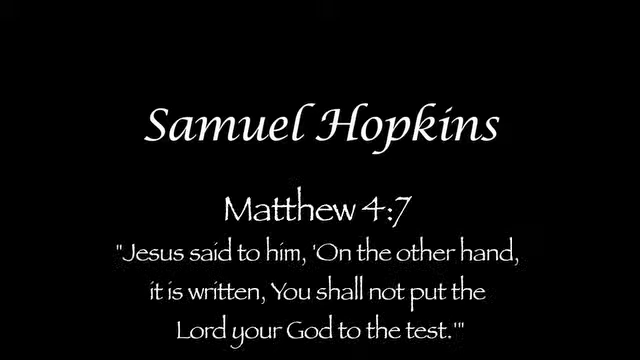 Samuel Hopkins
Matthew 4:7
"Jesus said to him, 'On the other hand,
it is written, You shall not put the
Lord your God to the test.'"